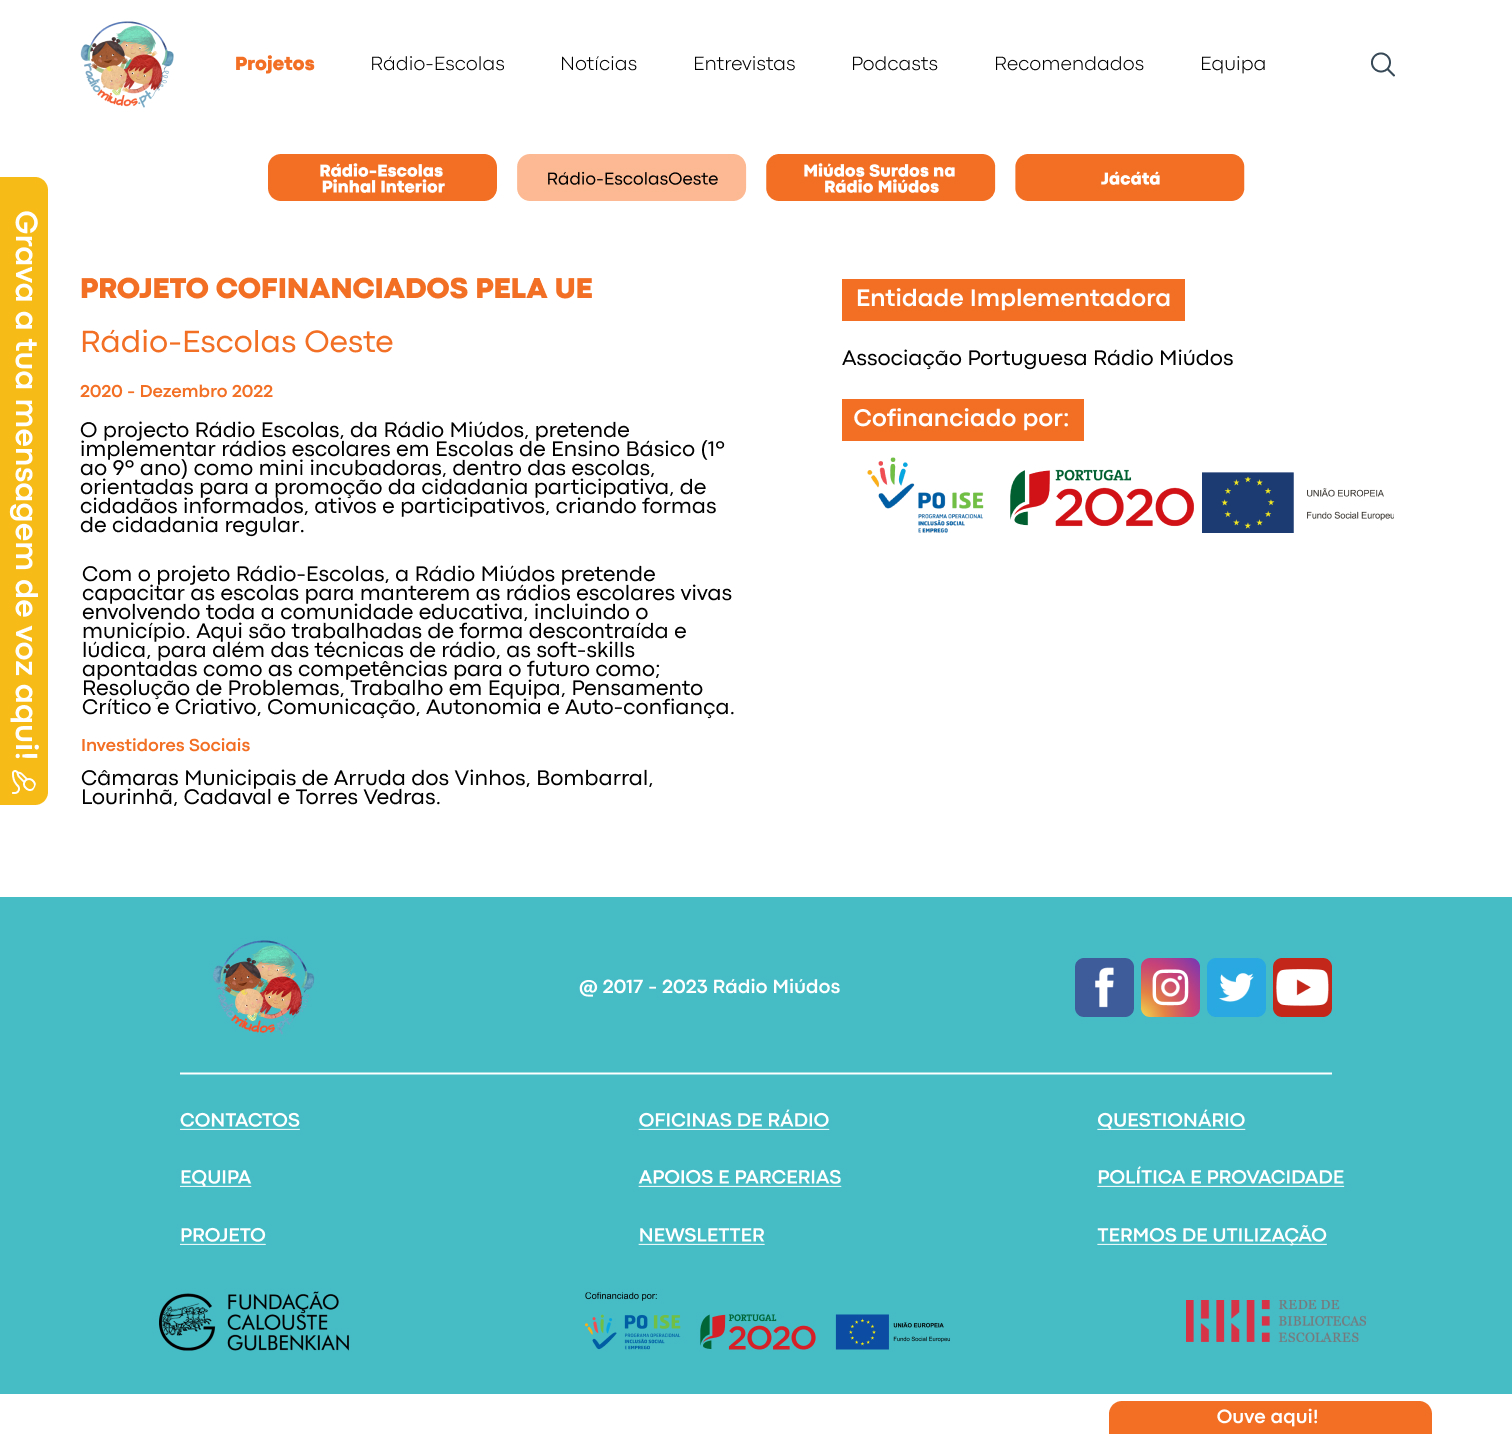 radiomiudos.pt
Projetos
Rádio-Escolas
Notícias
Entrevistas
Podcasts
Recomendados
Equipa
Rádio-Escolas
Pinhal Interior
Rádio-EscolasOeste
Miúdos Surdos na
Rádio Miúdos
Jácátá
Grava a tua mensagem de voz aqui!
PROJETO COFINANCIADOS PELA UE
Rádio-Escolas Oeste
2020 - Dezembro 2022
O projecto Rádio Escolas, da Rádio Miúdos, pretende
implementar rádios escolares em Escolas de Ensino Básico (1º
ao 9º ano) como mini incubadoras, dentro das escolas,
orientadas para a promoção da cidadania participativa, de
cidadãos informados, ativos e participativos, criando formas
de cidadania regular.
Com o projeto Rádio-Escolas, a Rádio Miúdos pretende
capacitar as escolas para manterem as rádios escolares vivas
envolvendo toda a comunidade educativa, incluindo o
município. Aqui são trabalhadas de forma descontraída e
lúdica, para além das técnicas de rádio, as soft-skills
apontadas como as competências para o futuro como;
Resolução de Problemas, Trabalho em Equipa, Pensamento
Crítico e Criativo, Comunicação, Autonomia e Auto-confiança.
Investidores Sociais
Câmaras Municipais de Arruda dos Vinhos, Bombarral,
Lourinhã, Cadaval e Torres Vedras.
Entidade Implementadora
Associação Portuguesa Rádio Miúdos
Cofinanciado por:
PO ISE
PROGRAMA OPERACIONAL
INCLUSÃO SOCIAL
E EMPREGO
PORTUGAL
2020
UNIÃO EUROPEIA
Fundo Social Europeu
miúdos
@ 2017 - 2023 Rádio Miúdos
CONTACTOS
OFICINAS DE RÁDIO
QUESTIONÁRIO
EQUIPA
APOIOS E PARCERIAS
POLÍTICA E PROVACIDADE
PROJETO
NEWSLETTER
TERMOS DE UTILIZAÇÃO
FUNDAÇÃO
CALOUSTE
GULBENKIAN
Cofinanciado por:
PO ISE
PROGRAMA OPERACIONAL
INCLUSÃO SOCIAL
E EMPREGO
PORTUGAL
2020
UNIÃO EUROPEIA
Fundo Social Europeu
REDE DE
BIBLIOTECAS
ESCOLARES
Ouve aqui!